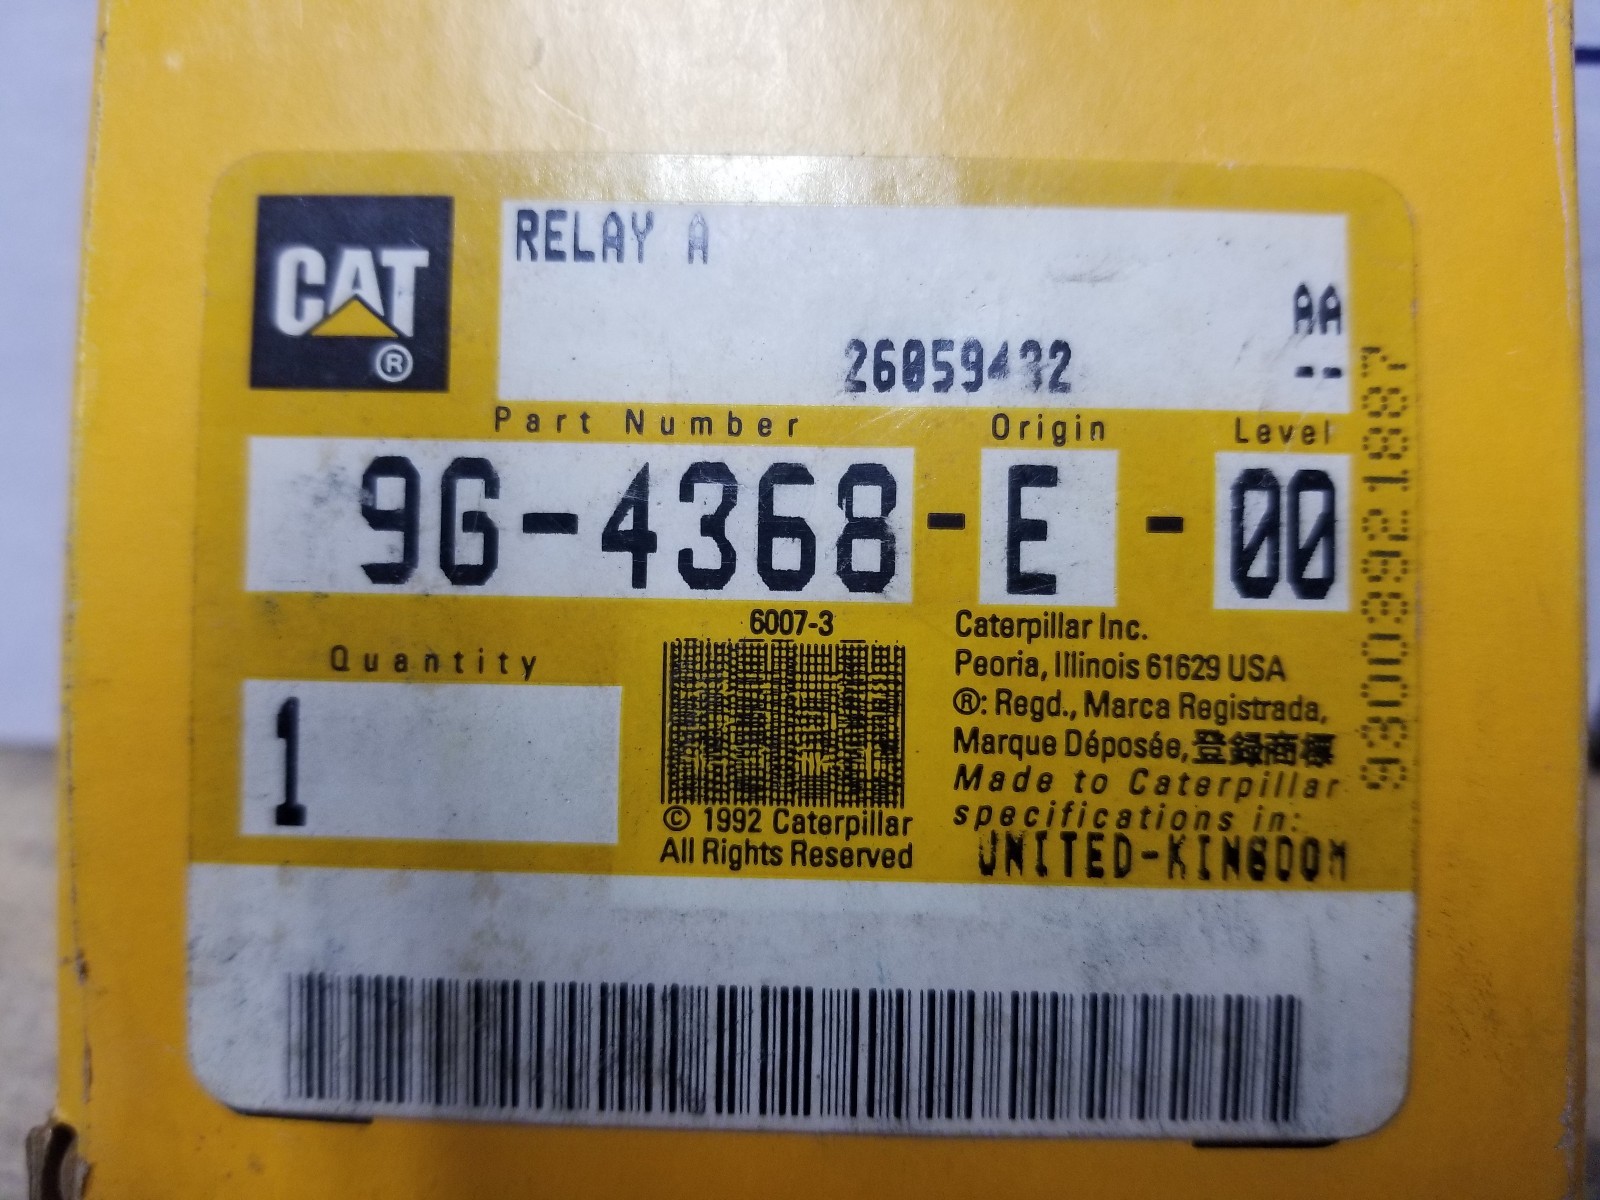 CAT
®
RELAY A
AA
26059432 --
Part Number Origin Level
9G-4368-E-00
6007-3
Quantity
1
Caterpillar Inc.
Peoria, Illinois 61629 USA
®: Regd., Marca Registrada,
Marque Déposée, 登録商標
Made to Caterpillar
specifications in:
UNITED-KINGDOM
© 1992 Caterpillar
All Rights Reserved